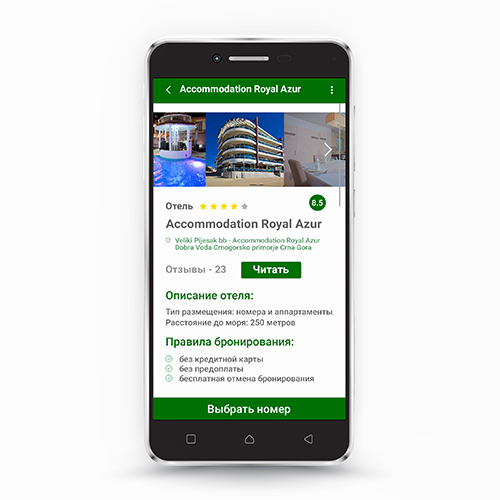 Accommodation Royal Azur
Отель
8.5
Accommodation Royal Azur
Veliki Pijesak bb - Accommodation Royal Azur
Dobra Voda Crnogorsko primorje Crna Gora
Отзывы - 23 Читать
Описание отеля:
Тип размещения: номера и аппартаменты
Расстояние до моря: 250 метров
Правила бронирования:
без кредитной карты
без предоплаты
бесплатная отмена бронирования
Выбрать номер